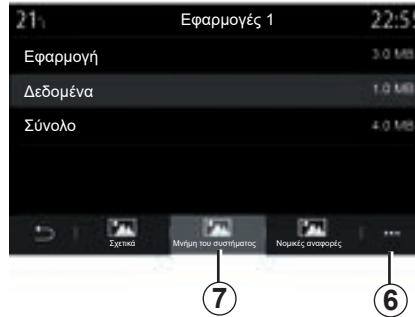 21
Εφαρμογές 1
22:5
Εφαρμογή 3.0 MB
Δεδομένα 1.0 MB
Σύνολο 4.0 MB
Σχετικά
Μνήμη του συστήματος
Νομικές αναφορές
7
6